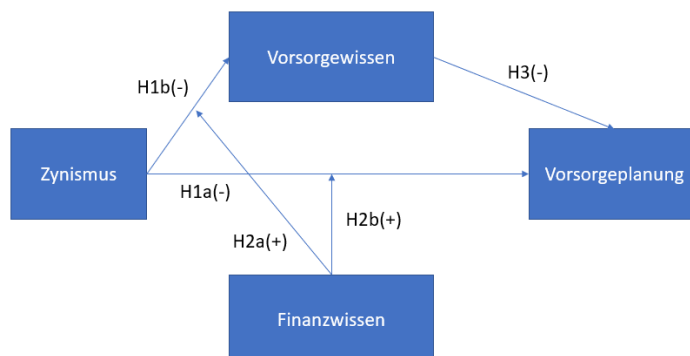 Vorsorgewissen
H1b(-)
H3(-)
Zynismus
Vorsorgeplanung
H1a(-)
H2b(+)
H2a(+)
Finanzwissen